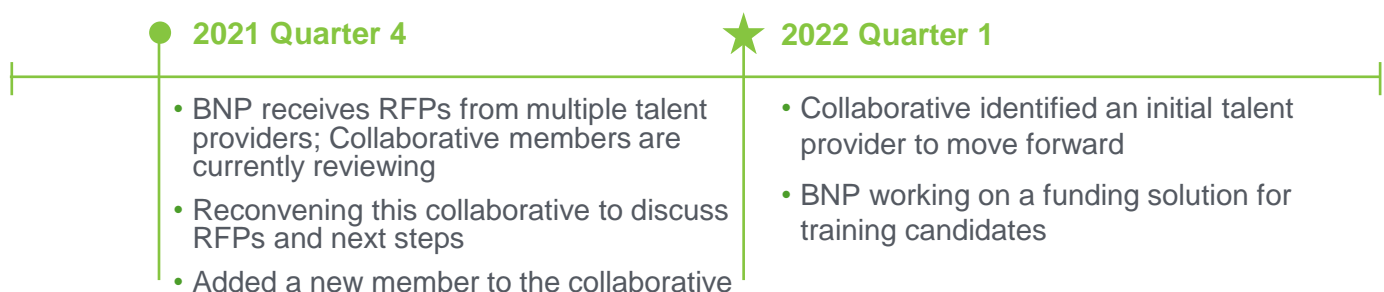 2021 Quarter 4
• BNP receives RFPs from multiple talent
providers; Collaborative members are
currently reviewing
• Reconvening this collaborative to discuss
RFPs and next steps
• Added a new member to the collaborative
2022 Quarter 1
• Collaborative identified an initial talent
provider to move forward
• BNP working on a funding solution for
training candidates